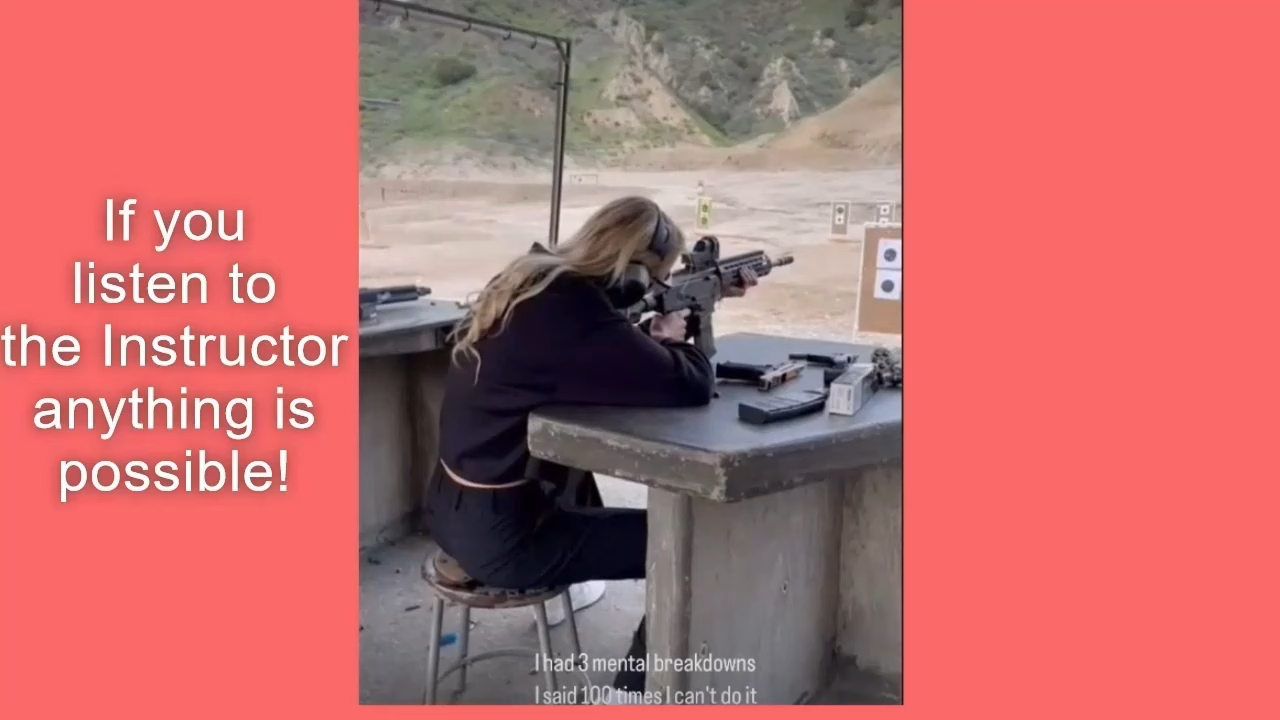 If you
listen to
the Instructor
anything is
possible!
I had 3 mental breakdowns
I said 100 times I can't do it